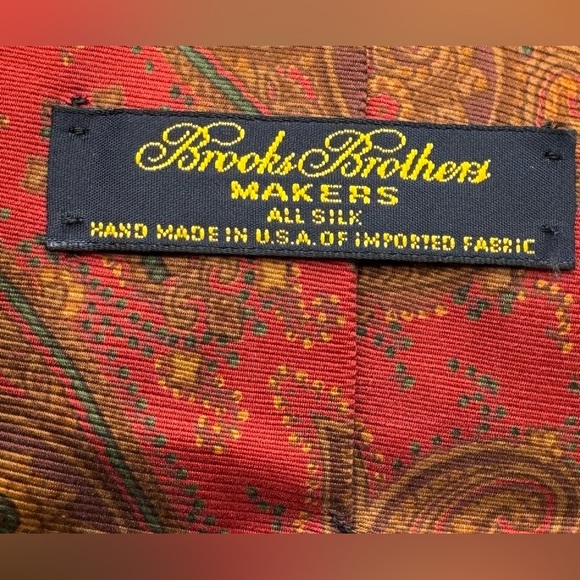 Brooks Brothers
MAKERS
ALL SILK
HAND MADE IN U.S.A. OF IMPORTED FABRIC